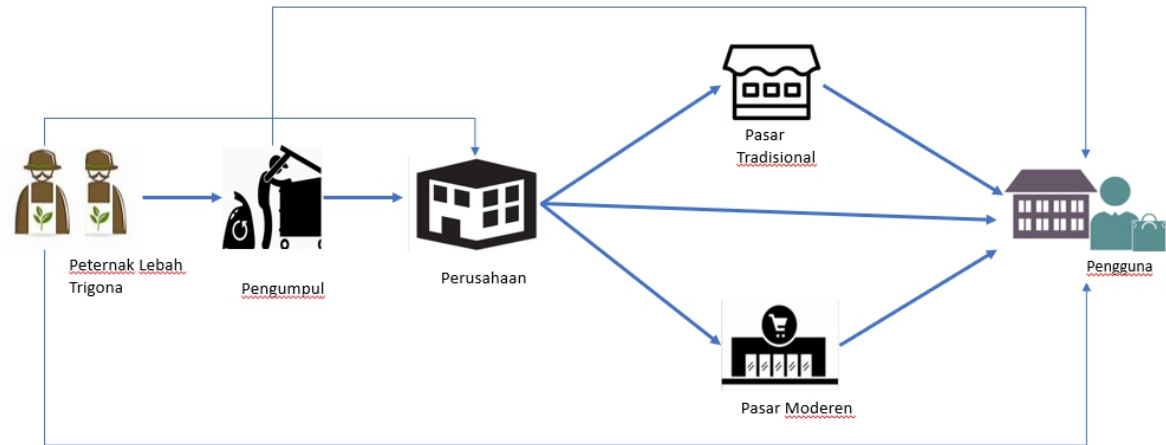 Peternak Lebah
Trigona
Pengumpul
Perusahaan
Pasar
Tradisional
Pasar Moderen
Pengguna